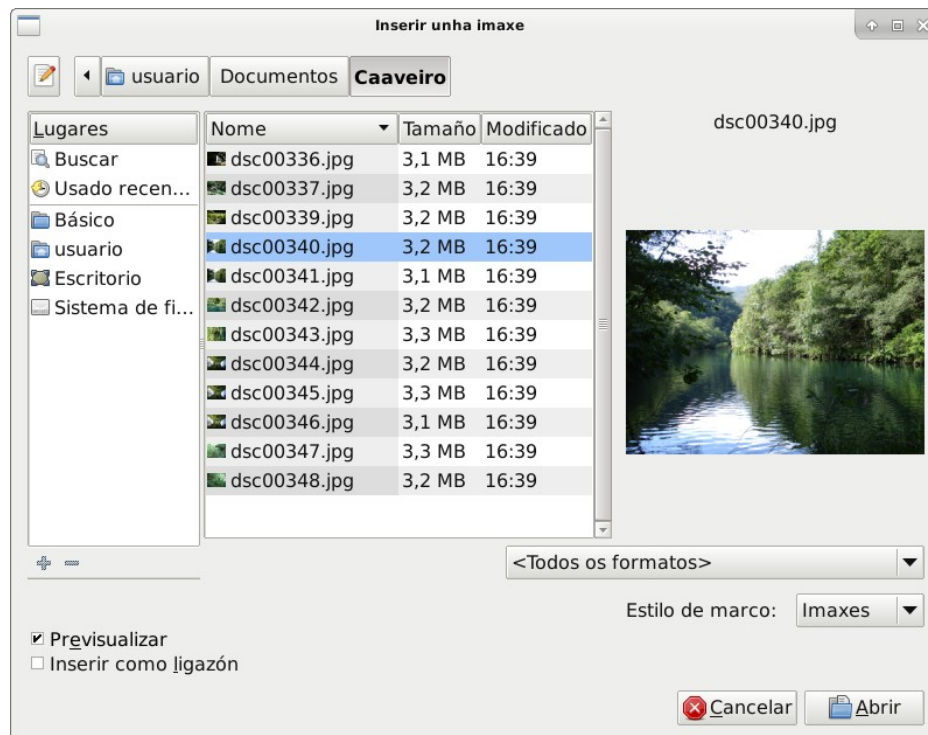 Inserir unha imaxe
usuario Documentos Caaveiro
Lugares
Buscar
Usado recen...
Básico
usuario
Escritorio
Sistema de fi...
Nome Tamaño Modificado
dsc00336.jpg 3,1 MB 16:39
dsc00337.jpg 3,2 MB 16:39
dsc00339.jpg 3,2 MB 16:39
dsc00340.jpg 3,2 MB 16:39
dsc00341.jpg 3,1 MB 16:39
dsc00342.jpg 3,2 MB 16:39
dsc00343.jpg 3,3 MB 16:39
dsc00344.jpg 3,2 MB 16:39
dsc00345.jpg 3,3 MB 16:39
dsc00346.jpg 3,1 MB 16:39
dsc00347.jpg 3,3 MB 16:39
dsc00348.jpg 3,2 MB 16:39
dsc00340.jpg
<Todos os formatos>
Estilo de marco: Imaxes
Previsualizar
Inserir como ligazón
Cancelar Abrir